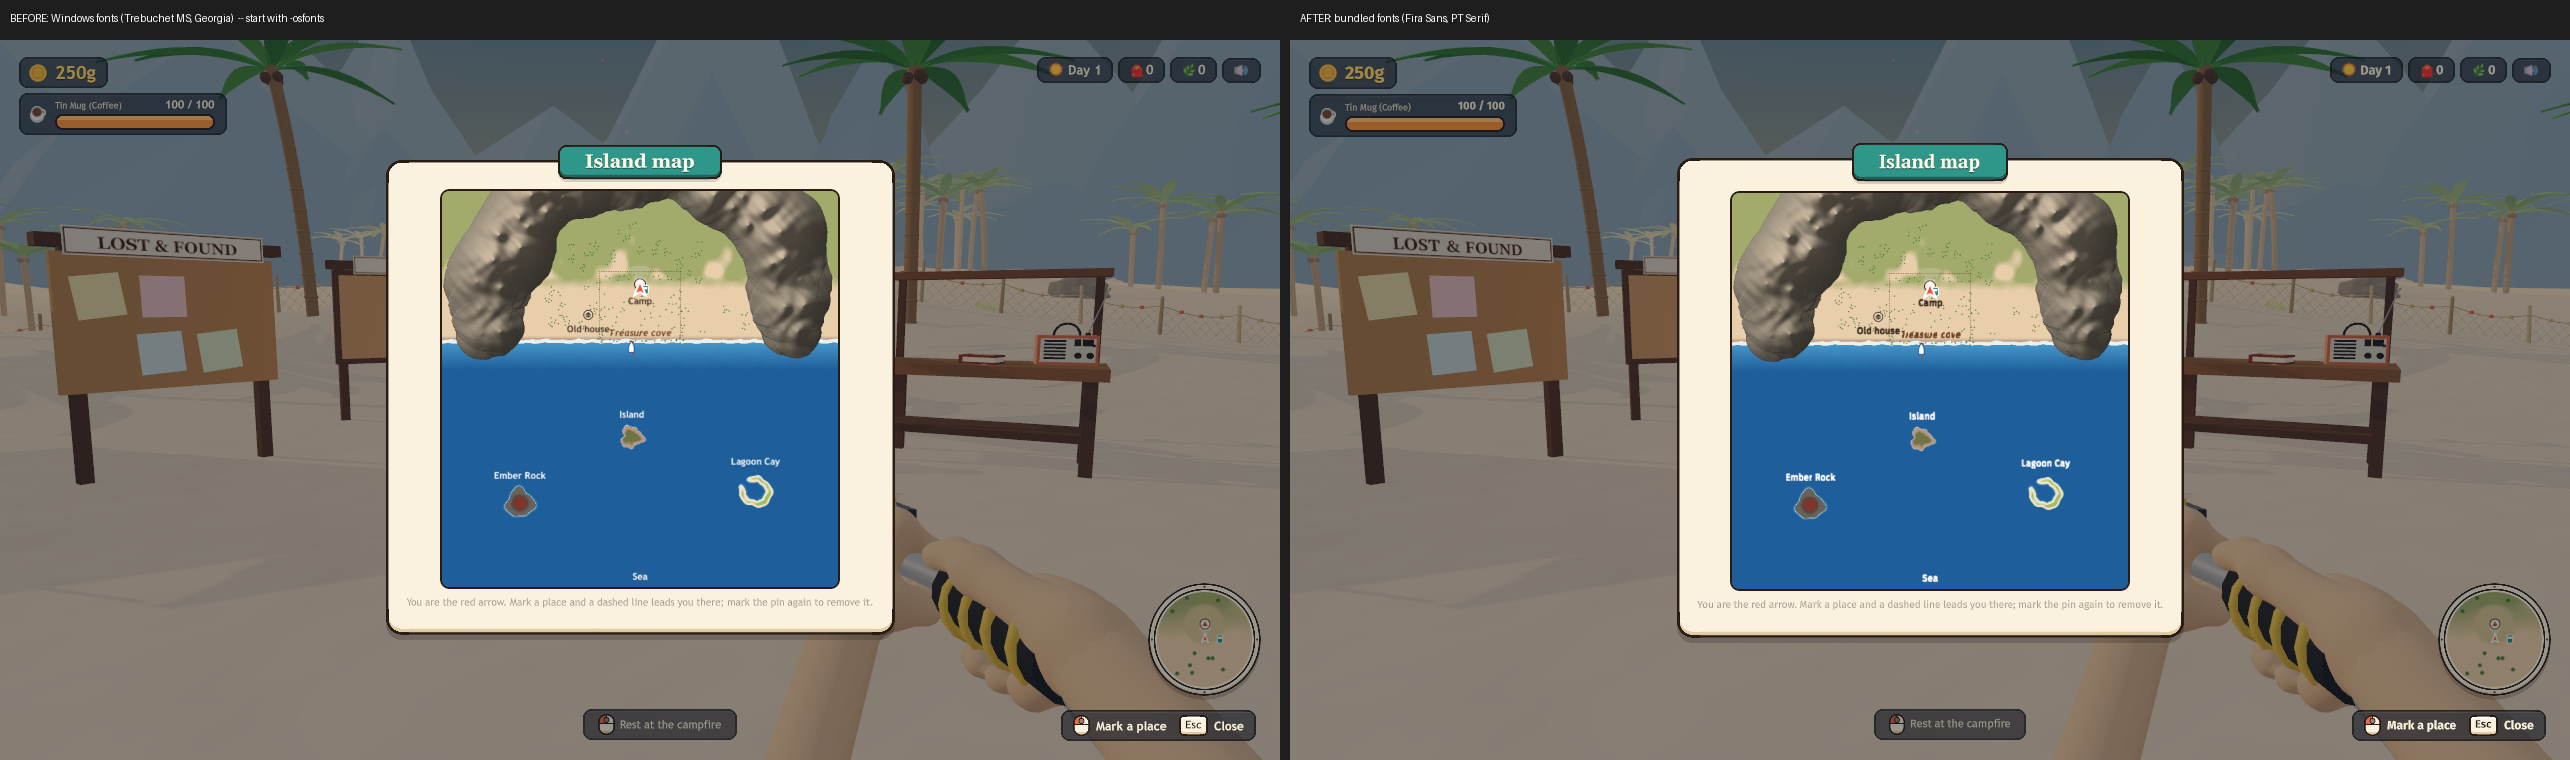 BEFORE: Windows fonts (Trebuchet MS, Georgia) -- start with -osfonts
250g
Tin Mug (Coffee) 100 / 100
Day 1 0 0
Island map
LOST & FOUND
Camp
Old house
Treasure cove
Island
Lagoon Cay
Ember Rock
Sea
You are the red arrow. Mark a place and a dashed line leads you there; mark the pin again to remove it.
Rest at the campfire
Mark a place Esc Close
AFTER: bundled fonts (Fira Sans, PT Serif)
250g
Tin Mug (Coffee) 100 / 100
Day 1 0 0
Island map
LOST & FOUND
Camp
Old house
Treasure cove
Island
Lagoon Cay
Ember Rock
Sea
You are the red arrow. Mark a place and a dashed line leads you there; mark the pin again to remove it.
Rest at the campfire
Mark a place Esc Close